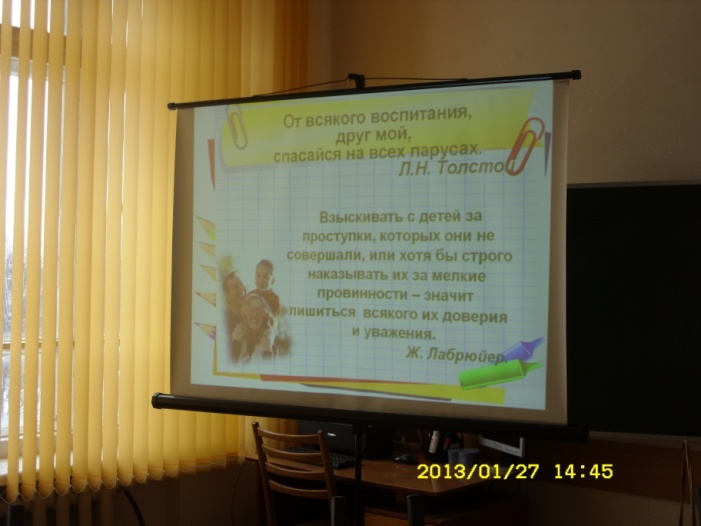 От всякого воспитания,
друг мой,
спасайся на всех парусах.
Л.Н. Толстой
Взыскивать с детей за
проступки, которых они не
совершали, или хотя бы строго
наказывать их за мелкие
провинности – значит
лишиться всякого их доверия
и уважения.
Ж. Лабрюйер
2013/01/27 14:45